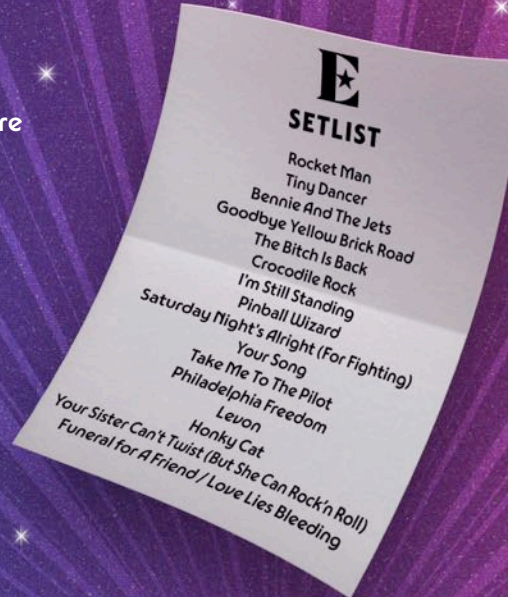 re
E
SETLIST
Rocket Man
Tiny Dancer
Bennie And The Jets
Goodbye Yellow Brick Road
The Bitch Is Back
Crocodile Rock
I'm Still Standing
Pinball Wizard
Saturday Night's Alright (For Fighting)
Your Song
Take Me To The Pilot
Philadelphia Freedom
Levon
Honky Cat
Your Sister Can't Twist (But She Can Rock'n Roll)
Funeral for A Friend / Love Lies Bleeding